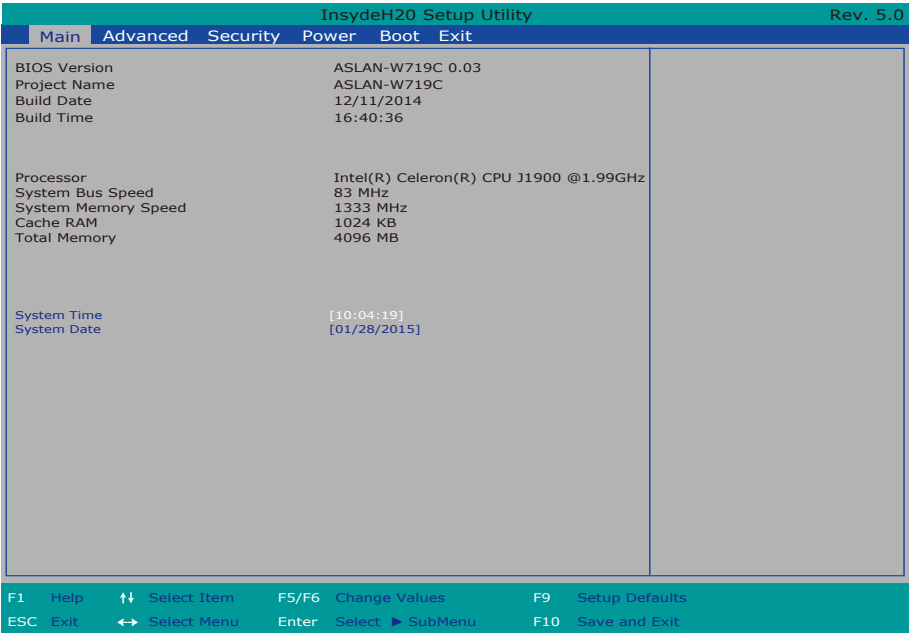 InsydeH20 Setup Utility Rev. 5.0
Main Advanced Security Power Boot Exit
BIOS Version ASLAN-W719C 0.03
Project Name ASLAN-W719C
Build Date 12/11/2014
Build Time 16:40:36
Processor Intel(R) Celeron(R) CPU J1900 @1.99GHz
System Bus Speed 83 MHz
System Memory Speed 1333 MHz
Cache RAM 1024 KB
Total Memory 4096 MB
System Time [10:04:19]
System Date [01/28/2015]
F1 Help ↑↓ Select Item F5/F6 Change Values F9 Setup Defaults
ESC Exit ↔ Select Menu Enter Select ▶ SubMenu F10 Save and Exit